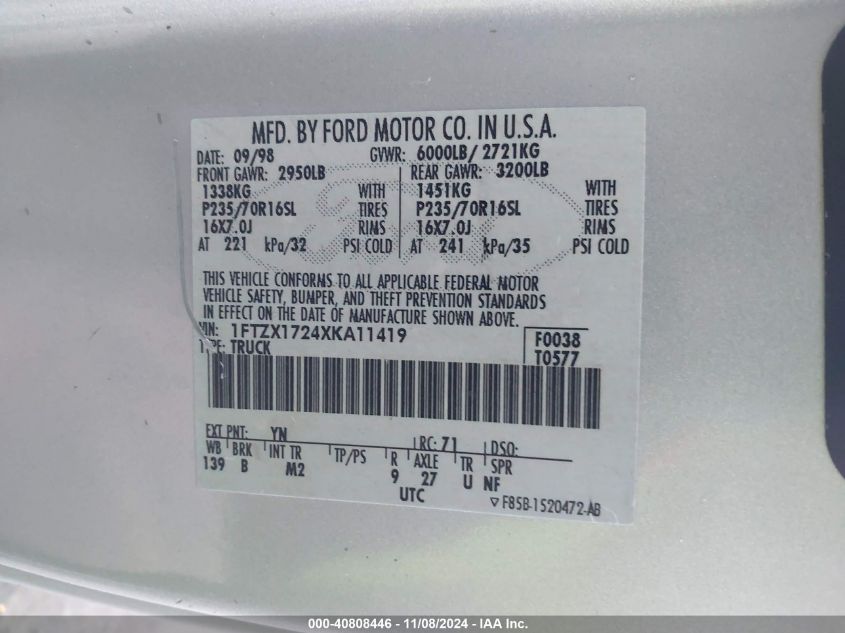 MFD. BY FORD MOTOR CO. IN U.S.A.
DATE: 09/98 GVWR: 6000LB/ 2721KG
FRONT GAWR: 2950LB REAR GAWR: 3200LB
1338KG WITH 1451KG WITH
P235/70R16SL TIRES P235/70R16SL TIRES
16X7.0J RIMS 16X7.0J RIMS
AT 221 kPa/32 PSI COLD AT 241 kPa/35 PSI COLD
THIS VEHICLE CONFORMS TO ALL APPLICABLE FEDERAL MOTOR
VEHICLE SAFETY, BUMPER, AND THEFT PREVENTION STANDARDS
IN EFFECT ON THE DATE OF MANUFACTURE SHOWN ABOVE.
VIN: 1FTZX1724XKA11419 F0038
TYPE: TRUCK T0577
EXT PNT: YN RC: 71 DSO:
WB BRK INT TR TP/PS R AXLE TR SPR
139 B M2 9 27 U NF
UTC
F85B-1520472-AB
000-40808446 - 11/08/2024 - IAA Inc.